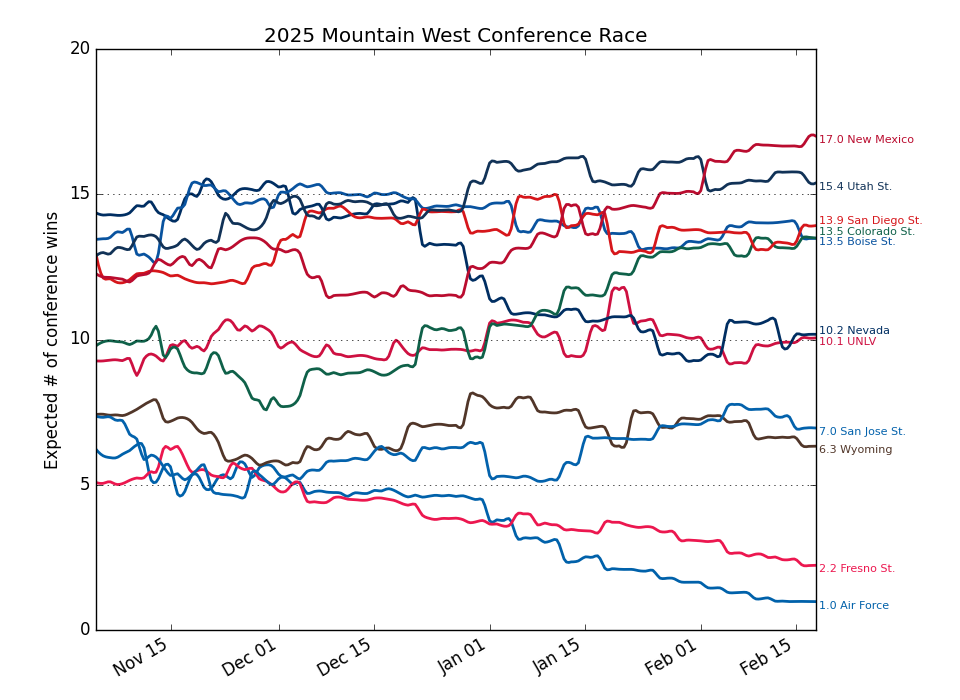 2025 Mountain West Conference Race
Expected # of conference wins
20
15
10
5
0
Nov 15
Dec 01
Dec 15
Jan 01
Jan 15
Feb 01
Feb 15
17.0 New Mexico
15.4 Utah St.
13.9 San Diego St.
13.5 Colorado St.
13.5 Boise St.
10.2 Nevada
10.1 UNLV
7.0 San Jose St.
6.3 Wyoming
2.2 Fresno St.
1.0 Air Force